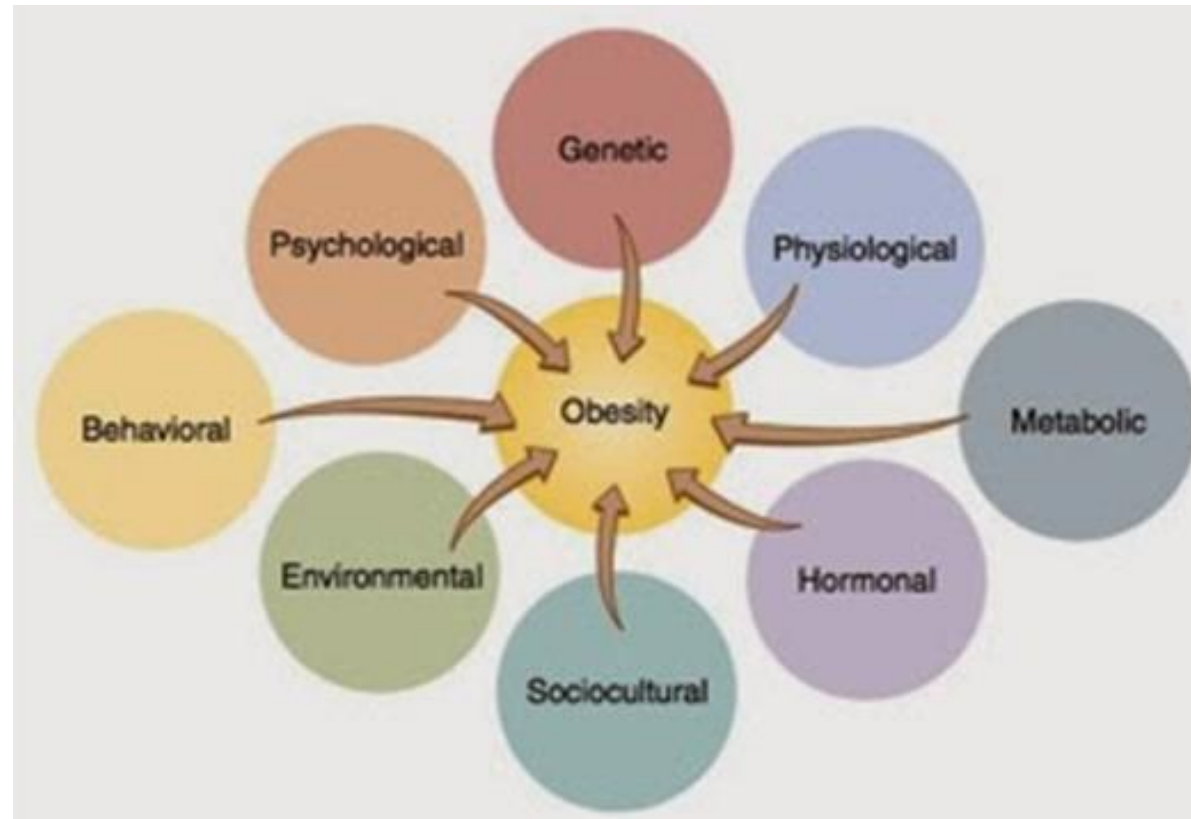 Genetic
Psychological
Physiological
Obesity
Behavioral
Metabolic
Environmental
Hormonal
Sociocultural